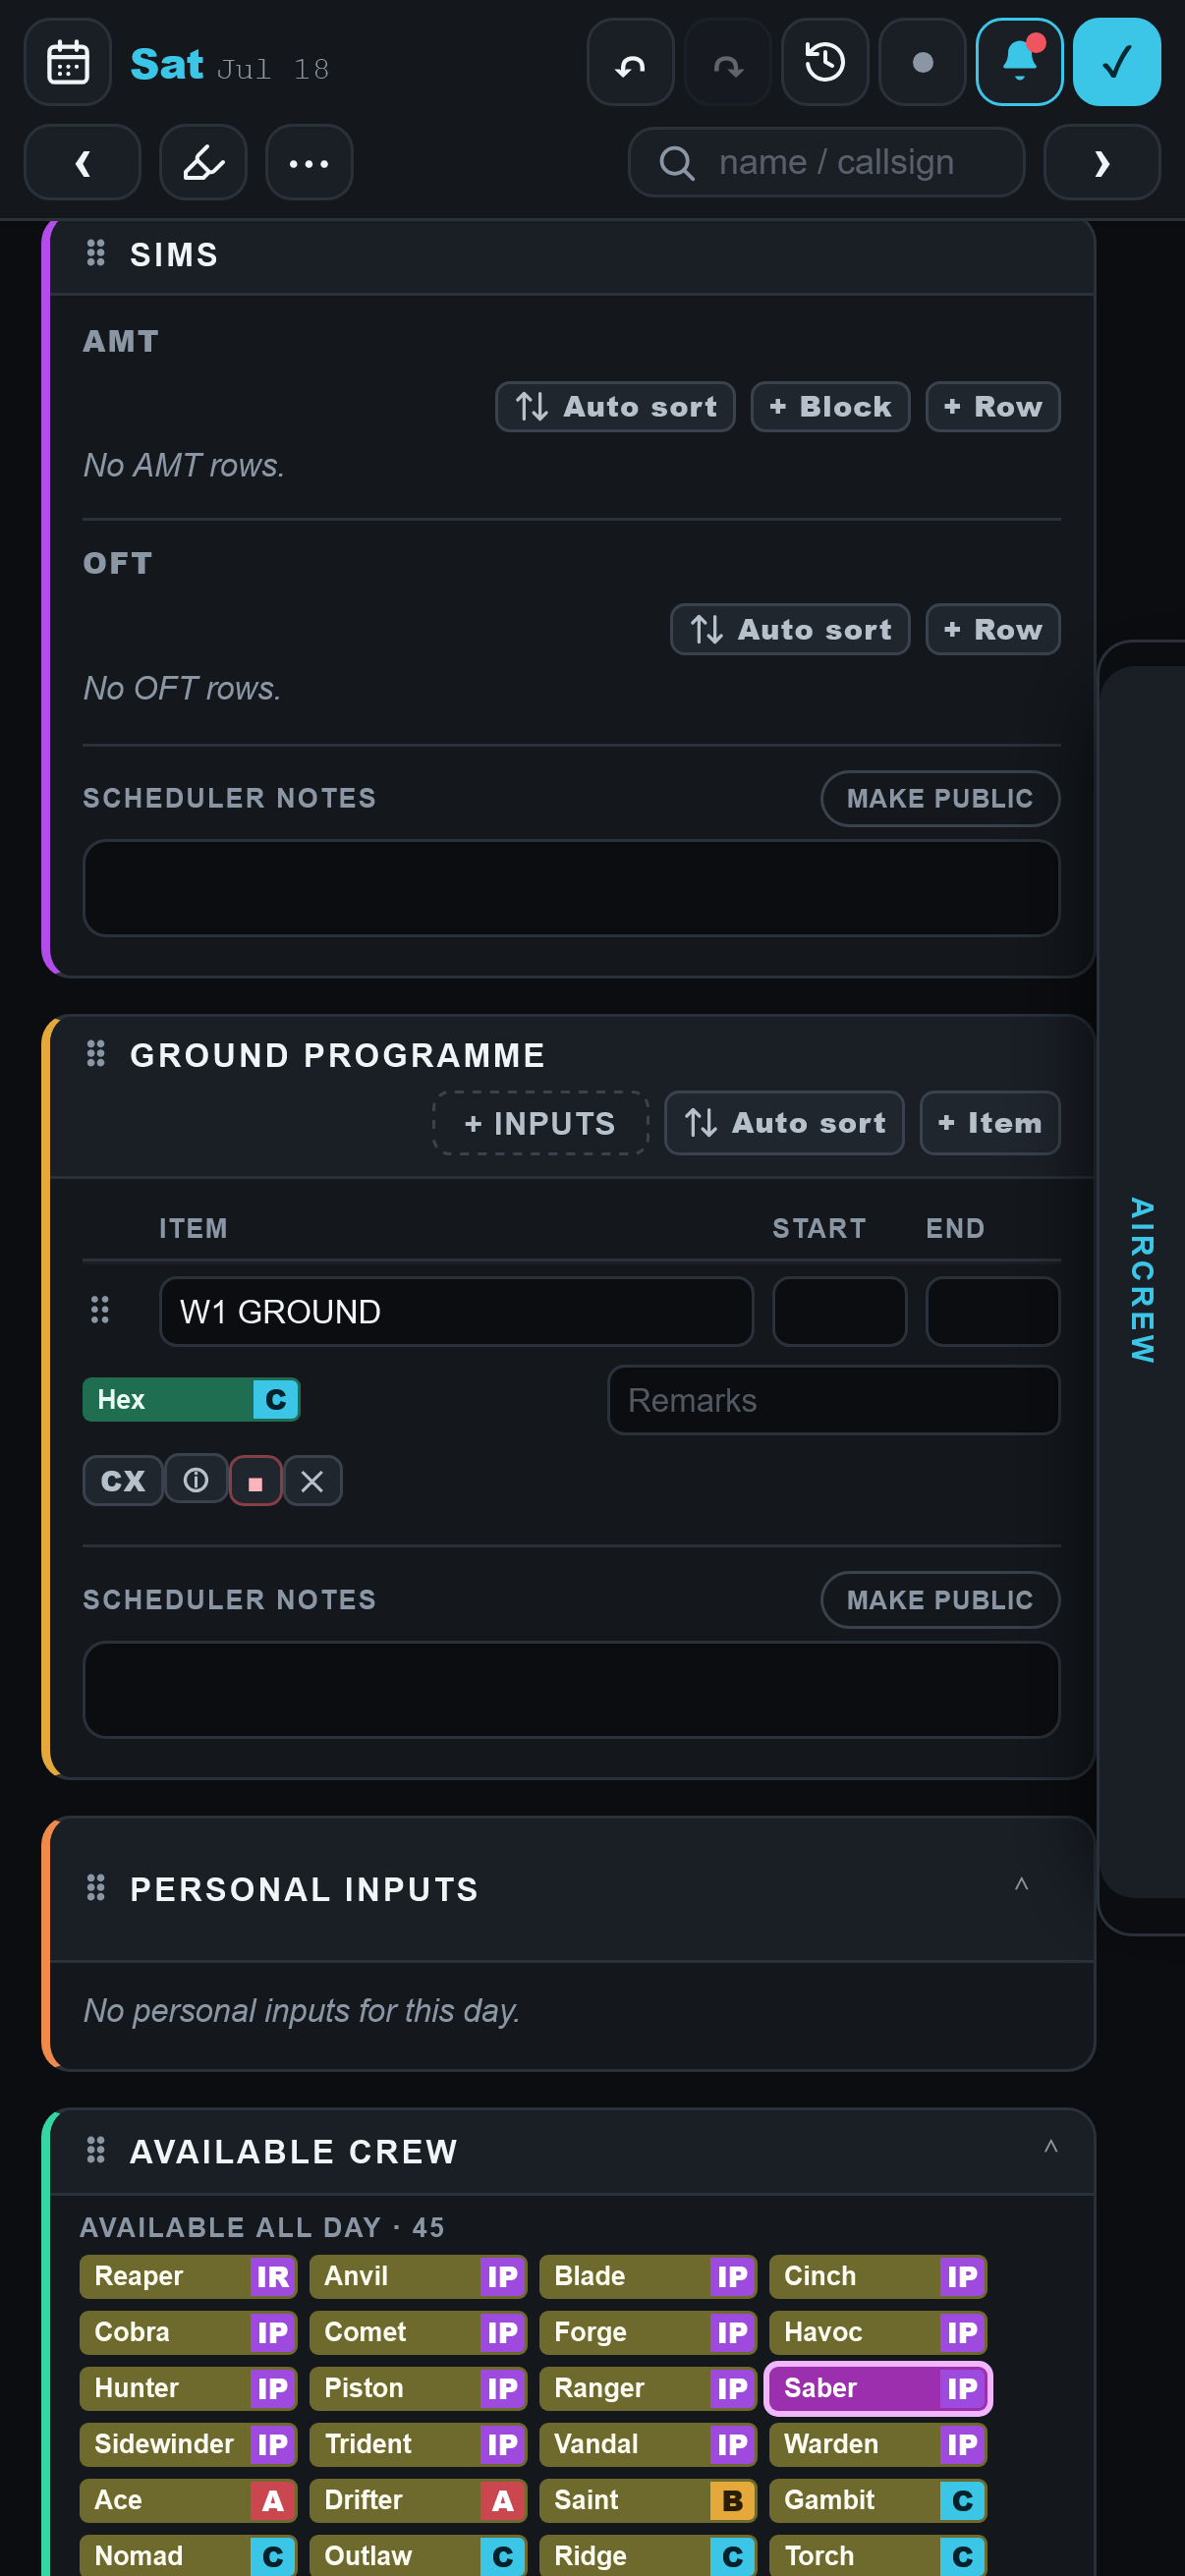 Sat Jul 18
name / callsign
SIMS
AMT
Auto sort + Block + Row
No AMT rows.
OFT
Auto sort + Row
No OFT rows.
SCHEDULER NOTES MAKE PUBLIC
GROUND PROGRAMME
+ INPUTS Auto sort + Item
ITEM START END
W1 GROUND
Hex C Remarks
CX
AIRCREW
SCHEDULER NOTES MAKE PUBLIC
PERSONAL INPUTS
No personal inputs for this day.
AVAILABLE CREW
AVAILABLE ALL DAY · 45
Reaper IR Anvil IP Blade IP Cinch IP
Cobra IP Comet IP Forge IP Havoc IP
Hunter IP Piston IP Ranger IP Saber IP
Sidewinder IP Trident IP Vandal IP Warden IP
Ace A Drifter A Saint B Gambit C
Nomad C Outlaw C Ridge C Torch C